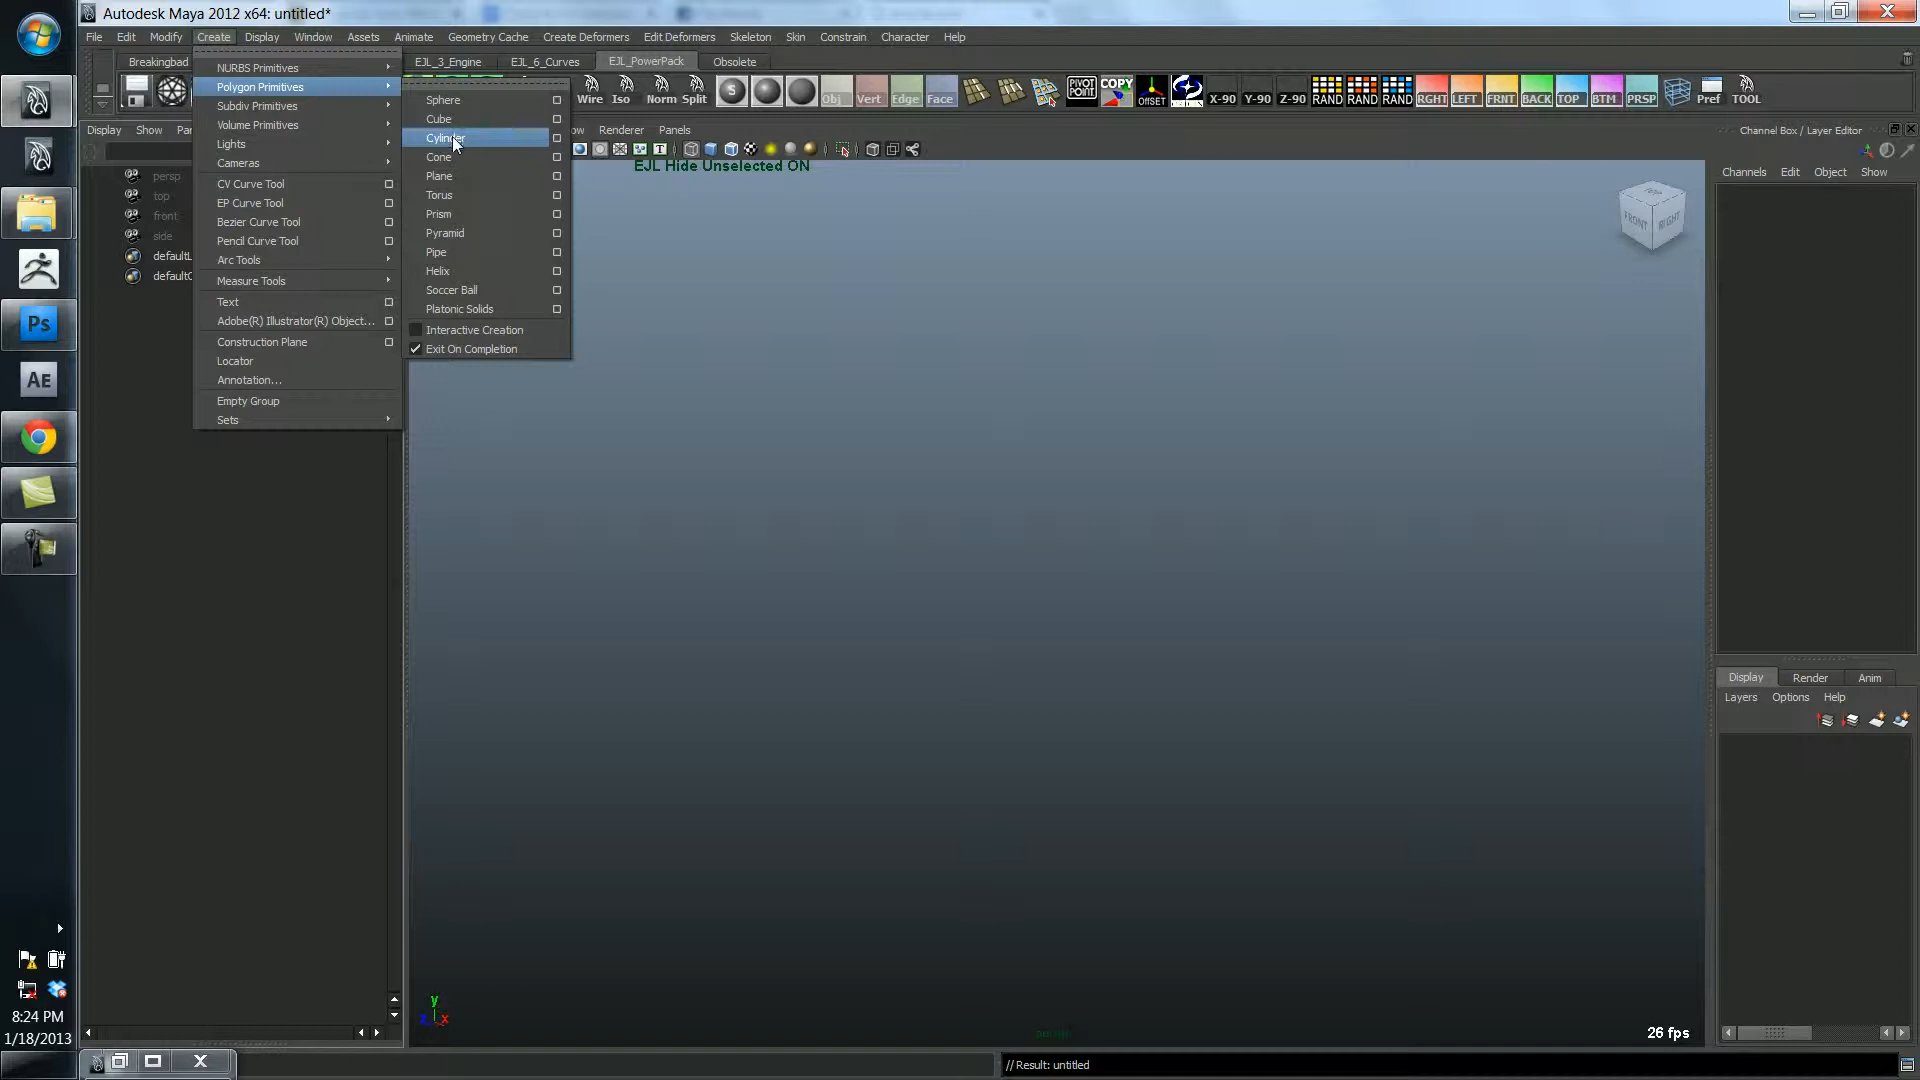 Autodesk Maya 2012 x64: untitled*
File Edit Modify Create Display Window Assets Animate Geometry Cache Create Deformers Edit Deformers Skeleton Skin Constrain Character Help
Breakingbad EJL_3_Engine EJL_6_Curves EJL_PowerPack Obsolete
Wire Iso Norm Split S Obj Vert Edge Face PIVOT POINT COPY OFFSET X-90 Y-90 Z-90 RAND RAND RAND RGHT LEFT FRNT BACK TOP BTM PRSP Pref TOOL
Display Show Renderer Panels
Channel Box / Layer Editor
Channels Edit Object Show
EJL Hide Unselected ON
persp
top
front
side
NURBS Primitives
Polygon Primitives
Subdiv Primitives
Volume Primitives
Lights
Cameras
CV Curve Tool
EP Curve Tool
Bezier Curve Tool
Pencil Curve Tool
Arc Tools
Measure Tools
Text
Adobe(R) Illustrator(R) Object...
Construction Plane
Locator
Annotation...
Empty Group
Sets
Sphere
Cube
Cylinder
Cone
Plane
Torus
Prism
Pyramid
Pipe
Helix
Soccer Ball
Platonic Solids
Interactive Creation
Exit On Completion
TOP
FRONT RIGHT
Ps
AE
Display Render Anim
Layers Options Help
y
z x
26 fps
8:24 PM
1/18/2013
// Result: untitled